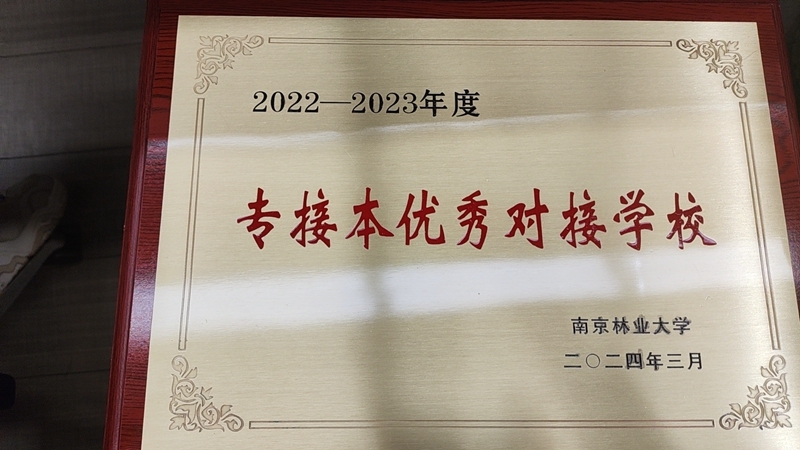 2022—2023年度
专接本优秀对接学校
南京林业大学
二〇二四年三月